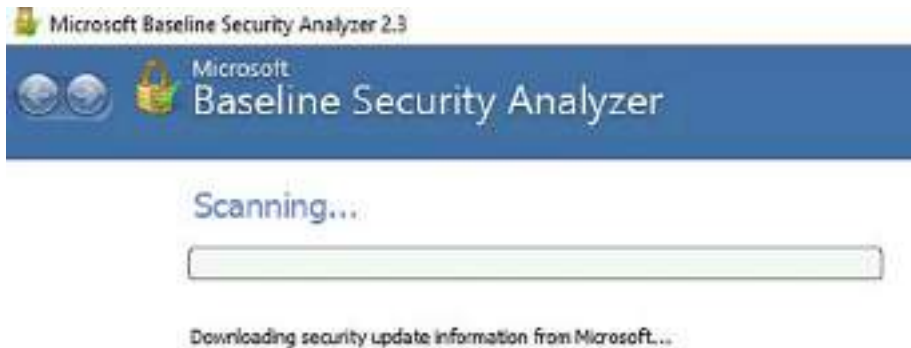 Microsoft Baseline Security Analyzer 2.3
Microsoft
Baseline Security Analyzer
Scanning...
Downloading security update information from Microsoft...